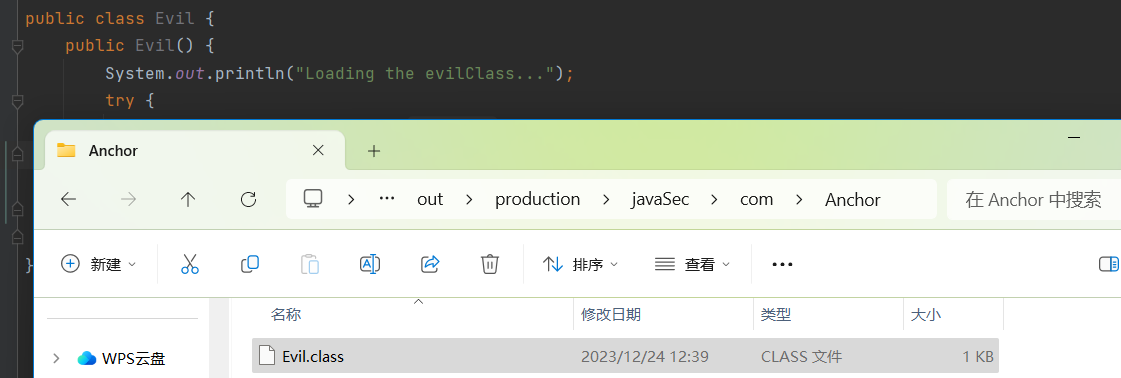 public class Evil {
public Evil() {
System.out.println("Loading the evilClass...");
try {
Anchor
out production javaSec com Anchor 在 Anchor 中搜索
新建 排序 查看
}
名称 修改日期 类型 大小
WPS云盘 Evil.class 2023/12/24 12:39 CLASS 文件 1 KB